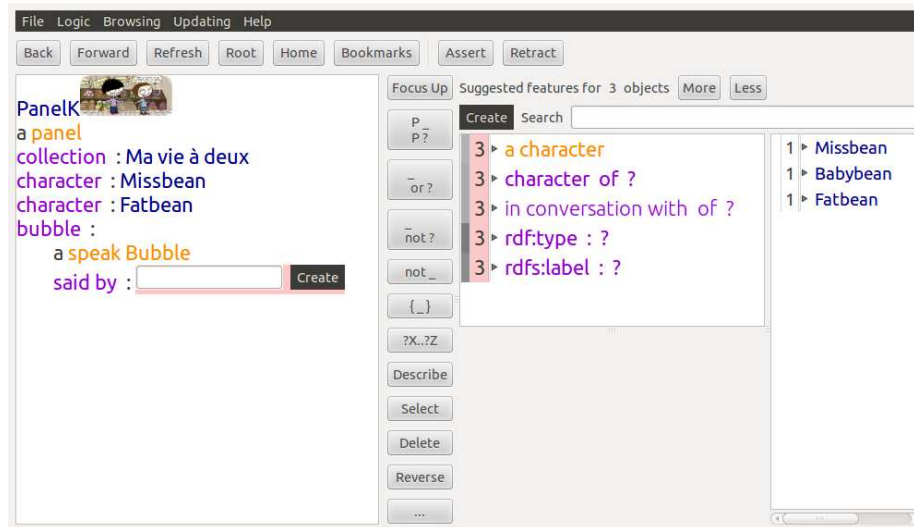 File Logic Browsing Updating Help
Back Forward Refresh Root Home Bookmarks Assert Retract
PanelK
a panel
collection : Ma vie à deux
character : Missbean
character : Fatbean
bubble :
a speak Bubble
said by : Create
Focus Up
P _
P ?
_
or ?
_
not ?
not _
{ _ }
?X..?Z
Describe
Select
Delete
Reverse
...
Suggested features for 3 objects More Less
Create Search
3 a character
3 character of ?
3 in conversation with of ?
3 rdf:type : ?
3 rdfs:label : ?
1 Missbean
1 Babybean
1 Fatbean